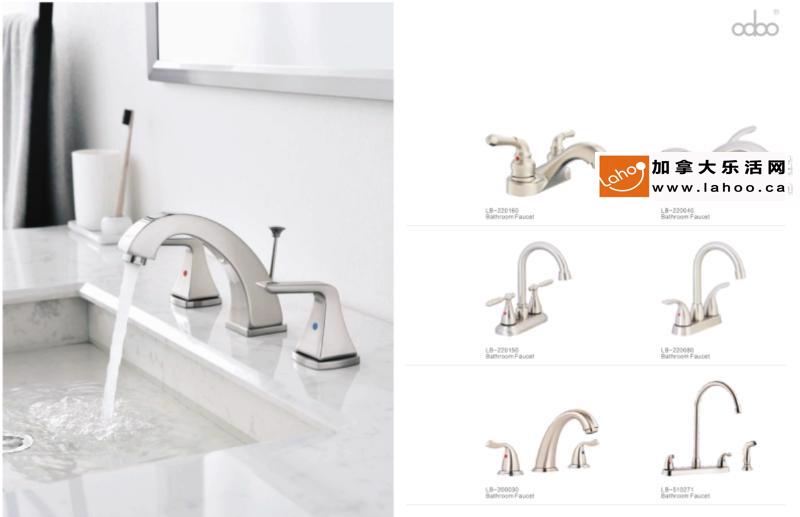 odbo®
加拿大乐活网
Lahoo
www.lahoo.ca
LB-220160
Bathroom Faucet
LB-220040
Bathroom Faucet
LB-220150
Bathroom Faucet
LB-220080
Bathroom Faucet
LB-200030
Bathroom Faucet
LB-510271
Bathroom Faucet